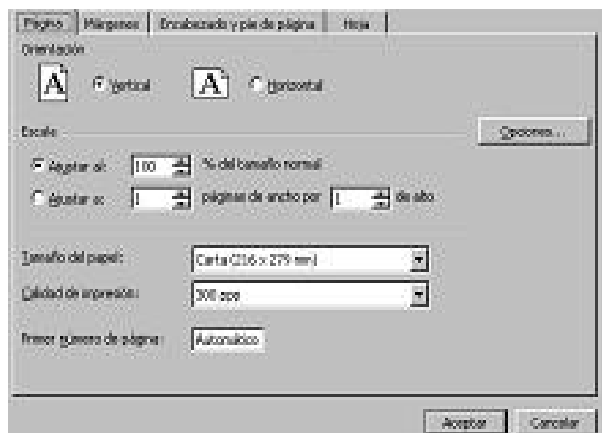 Página Márgenes Encabezado y pie de página Hoja
Orientación
A Vertical A Horizontal
Escala
Opciones...
Ajustar al: 100 % del tamaño normal
Ajustar a: 1 páginas de ancho por 1 de alto
Tamaño del papel: Carta (216 x 279 mm)
Calidad de impresión: 300 ppp
Primer número de página: Automático
Aceptar Cancelar